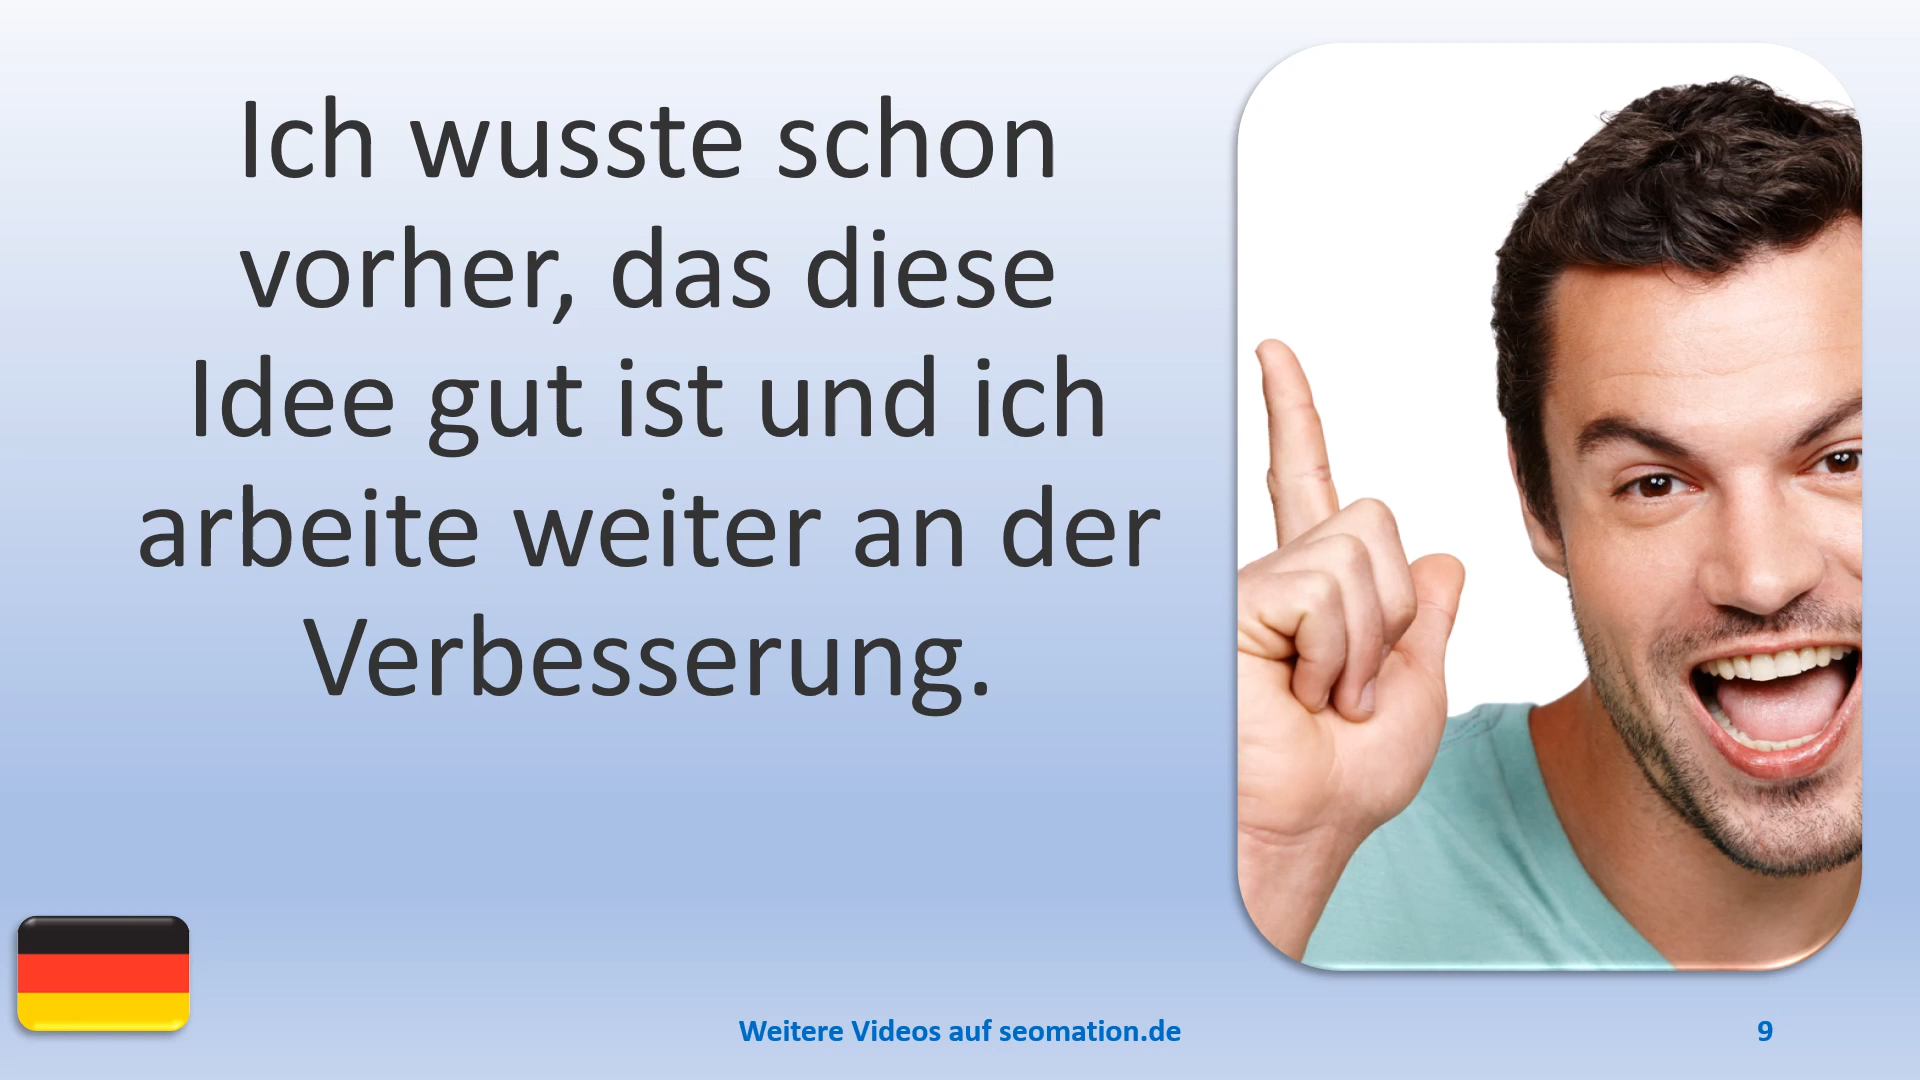 Ich wusste schon
vorher, das diese
Idee gut ist und ich
arbeite weiter an der
Verbesserung.
Weitere Videos auf seomation.de
9